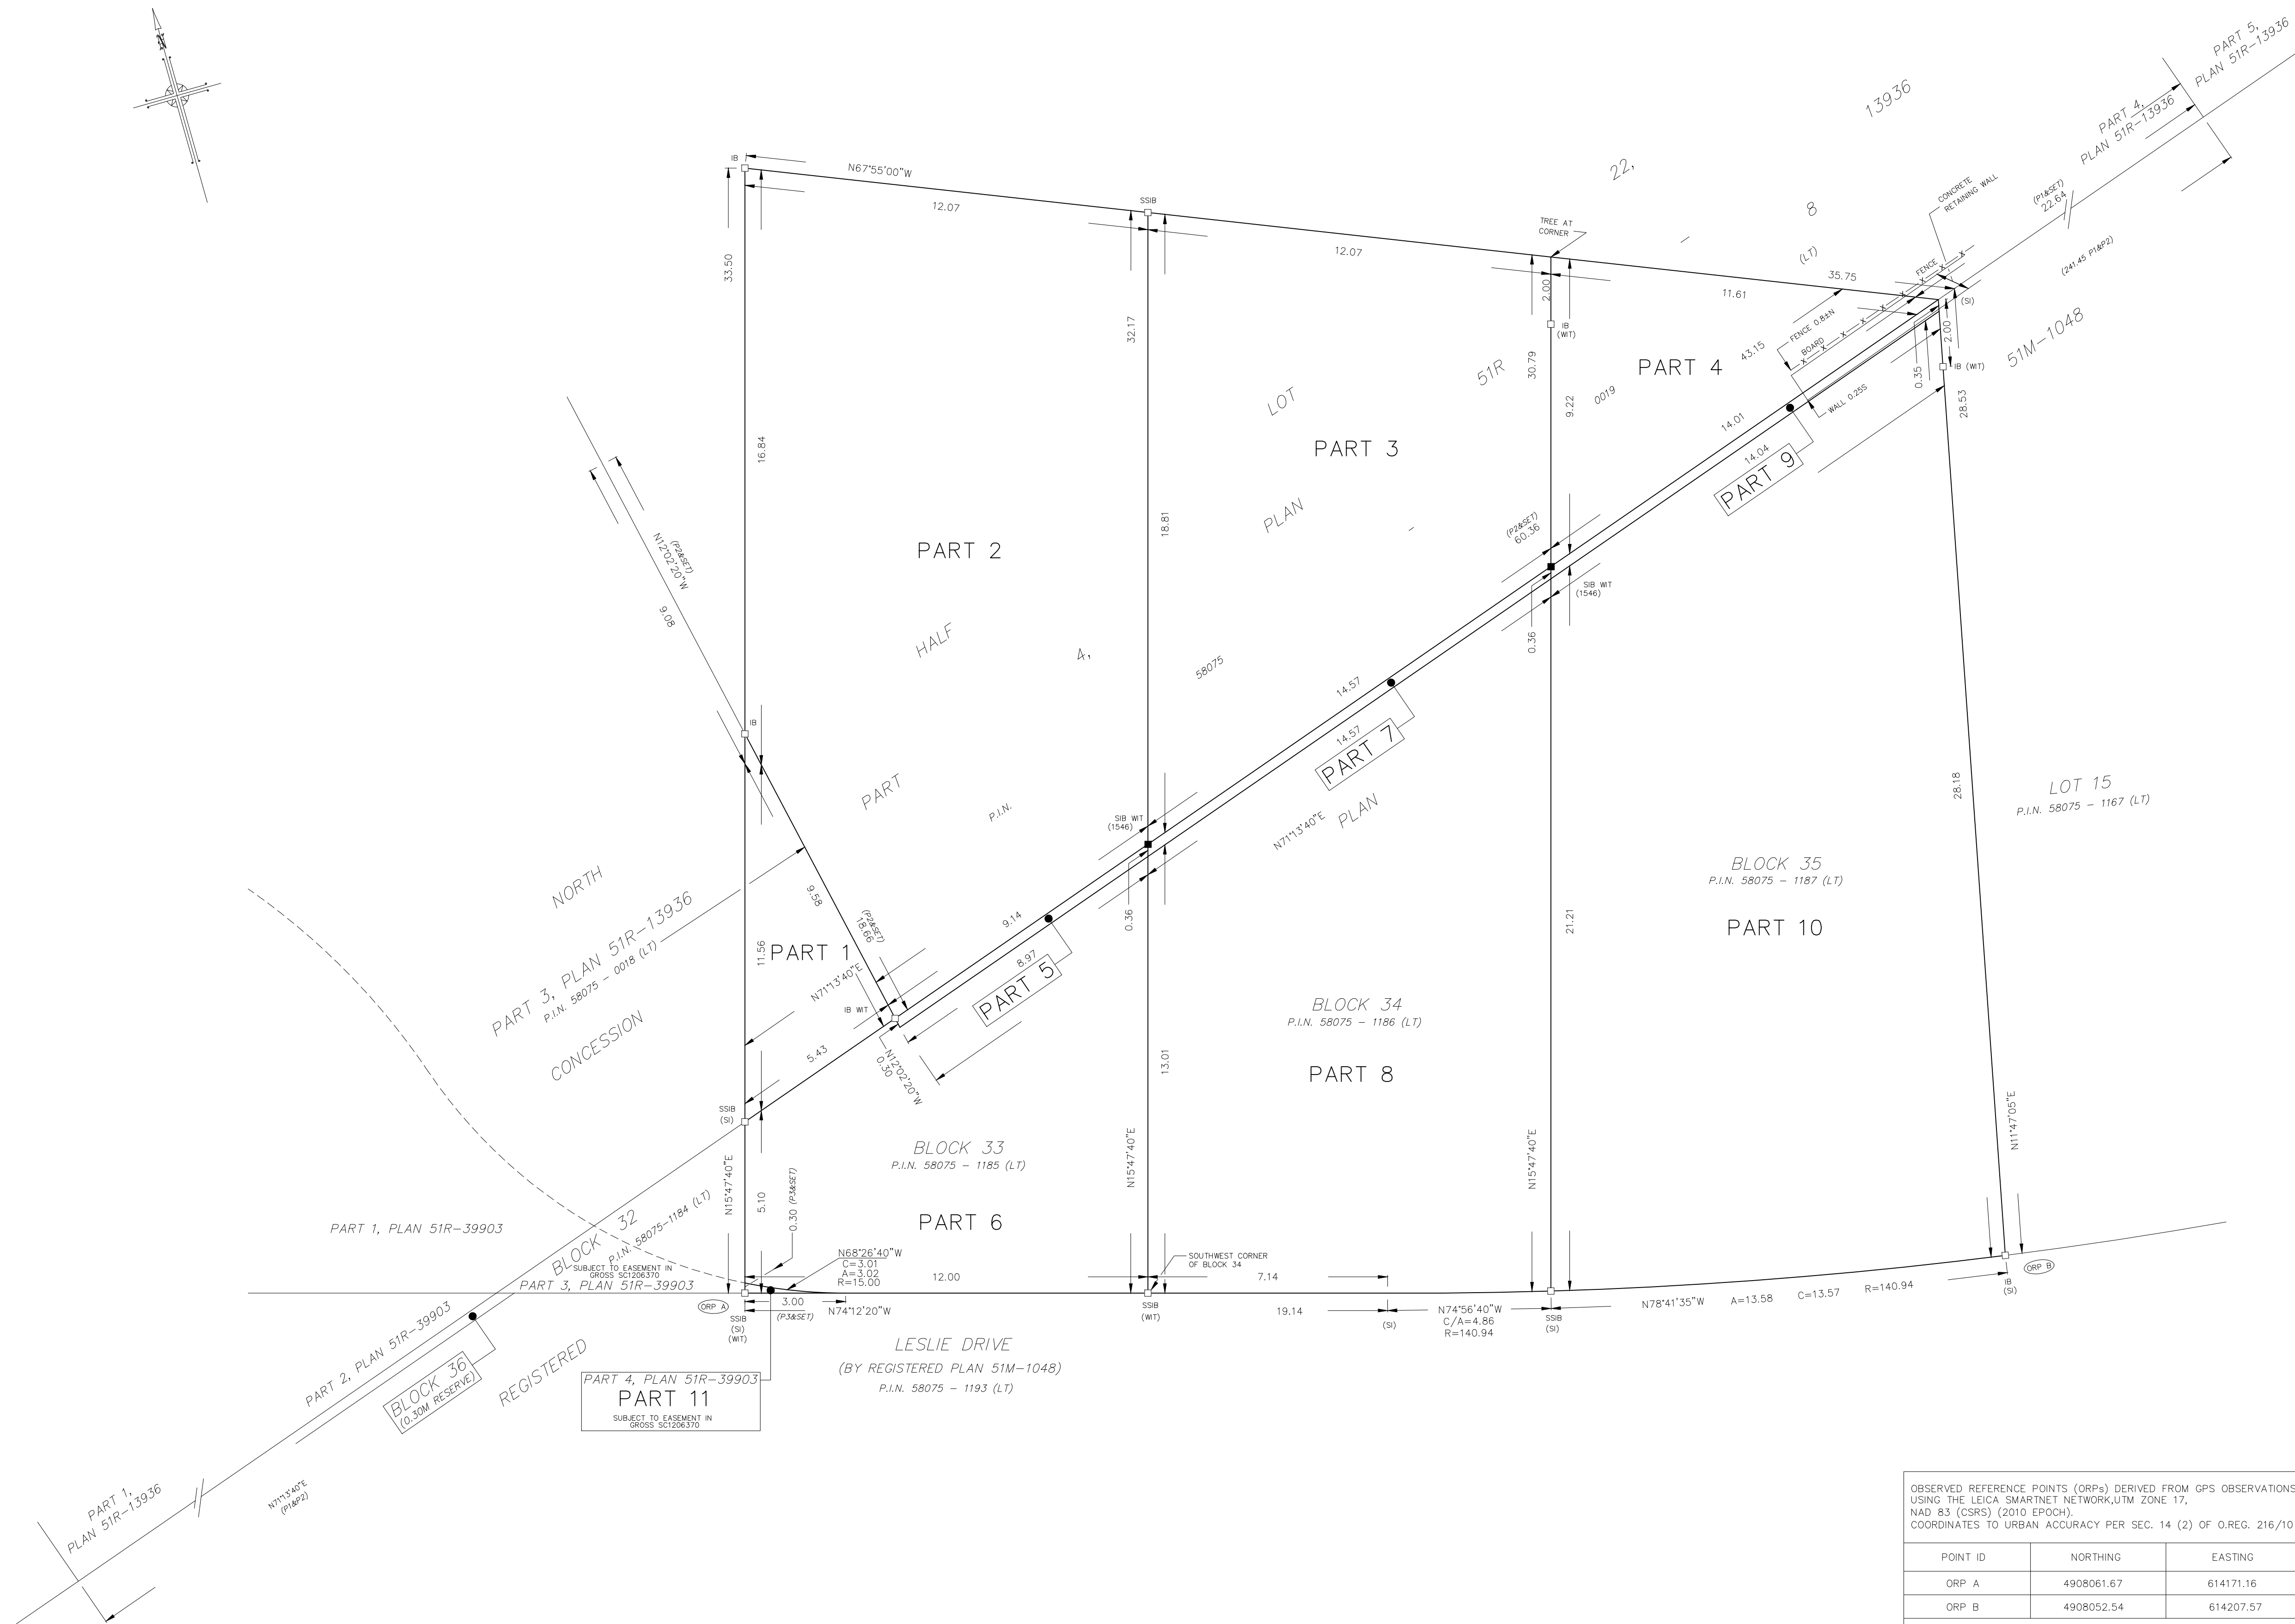 N
PART 5,
PLAN 51R-13936
PART 4,
PLAN 51R-13936
13936
22,
8
(LT)
CONCRETE
RETAINING WALL
(P1&SET)
22.64
(241.45 P1&P2)
IB
N67°55'00"W
12.07
SSIB
12.07
TREE AT
CORNER
35.75
11.61
FENCE
(SI)
51M-1048
33.50
32.17
2.00
IB
(WIT)
30.79
9.22
PART 4
0019
43.15
FENCE 0.8±N
BOARD
WALL 0.25S
0.35
2.00
IB (WIT)
28.53
51R
LOT
PART 3
14.01
14.04
PART 9
16.84
18.81
PLAN
-
(P2&SET)
60.36
SIB WIT
(1546)
0.36
PART 2
(P2&SET)
N12°02'20"W
9.08
HALF
4,
58075
14.57
14.57
PART 7
IB
PART
P.I.N.
SIB WIT
(1546)
N71°13'40"E
PLAN
28.18
LOT 15
P.I.N. 58075 - 1167 (LT)
BLOCK 35
P.I.N. 58075 - 1187 (LT)
PART 10
NORTH
PART 3, PLAN 51R-13936
P.I.N. 58075 - 0018 (LT)
CONCESSION
9.58
(P2&SET)
18.66
9.14
0.36
21.21
11.56
PART 1
N71°13'40"E
8.97
PART 5
IB WIT
BLOCK 34
P.I.N. 58075 - 1186 (LT)
PART 8
5.43
N12°02'20"W
0.30
13.01
SSIB
(SI)
BLOCK 33
P.I.N. 58075 - 1185 (LT)
PART 6
N15°47'40"E
5.10
0.30 (P3&SET)
N15°47'40"E
N15°47'40"E
N11°47'05"E
PART 1, PLAN 51R-39903
BLOCK 32
P.I.N. 58075-1184 (LT)
SUBJECT TO EASEMENT IN
GROSS SC1206370
PART 3, PLAN 51R-39903
N68°26'40"W
C=3.01
A=3.02
R=15.00
12.00
SOUTHWEST CORNER
OF BLOCK 34
7.14
ORP B
ORP A
3.00
(P3&SET)
N74°12'20"W
SSIB
(SI)
(WIT)
SSIB
(WIT)
19.14
(SI)
N74°56'40"W
C/A=4.86
R=140.94
SSIB
(SI)
N78°41'35"W
A=13.58
C=13.57
R=140.94
IB
(SI)
PART 2, PLAN 51R-39903
BLOCK 36
(0.30M RESERVE)
REGISTERED
LESLIE DRIVE
(BY REGISTERED PLAN 51M-1048)
P.I.N. 58075 - 1193 (LT)
PART 4, PLAN 51R-39903
PART 11
SUBJECT TO EASEMENT IN
GROSS SC1206370
PART 1,
PLAN 51R-13936
N71°13'40"E
(P1&P2)
OBSERVED REFERENCE POINTS (ORPs) DERIVED FROM GPS OBSERVATIONS
USING THE LEICA SMARTNET NETWORK,UTM ZONE 17,
NAD 83 (CSRS) (2010 EPOCH).
COORDINATES TO URBAN ACCURACY PER SEC. 14 (2) OF O.REG. 216/10
POINT ID NORTHING EASTING
ORP A 4908061.67 614171.16
ORP B 4908052.54 614207.57